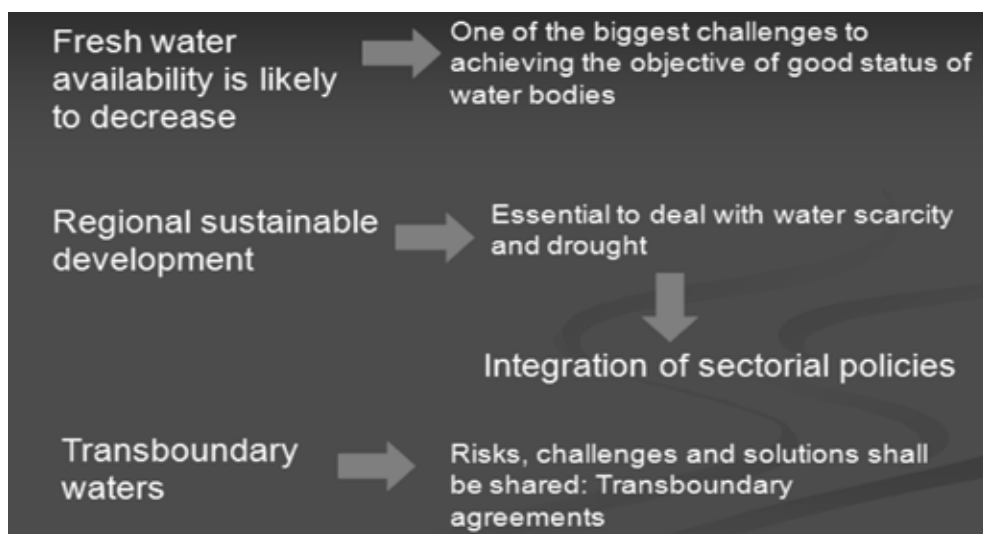 Fresh water
availability is likely
to decrease
One of the biggest challenges to
achieving the objective of good status of
water bodies
Regional sustainable
development
Essential to deal with water scarcity
and drought
Integration of sectorial policies
Transboundary
waters
Risks, challenges and solutions shall
be shared: Transboundary
agreements